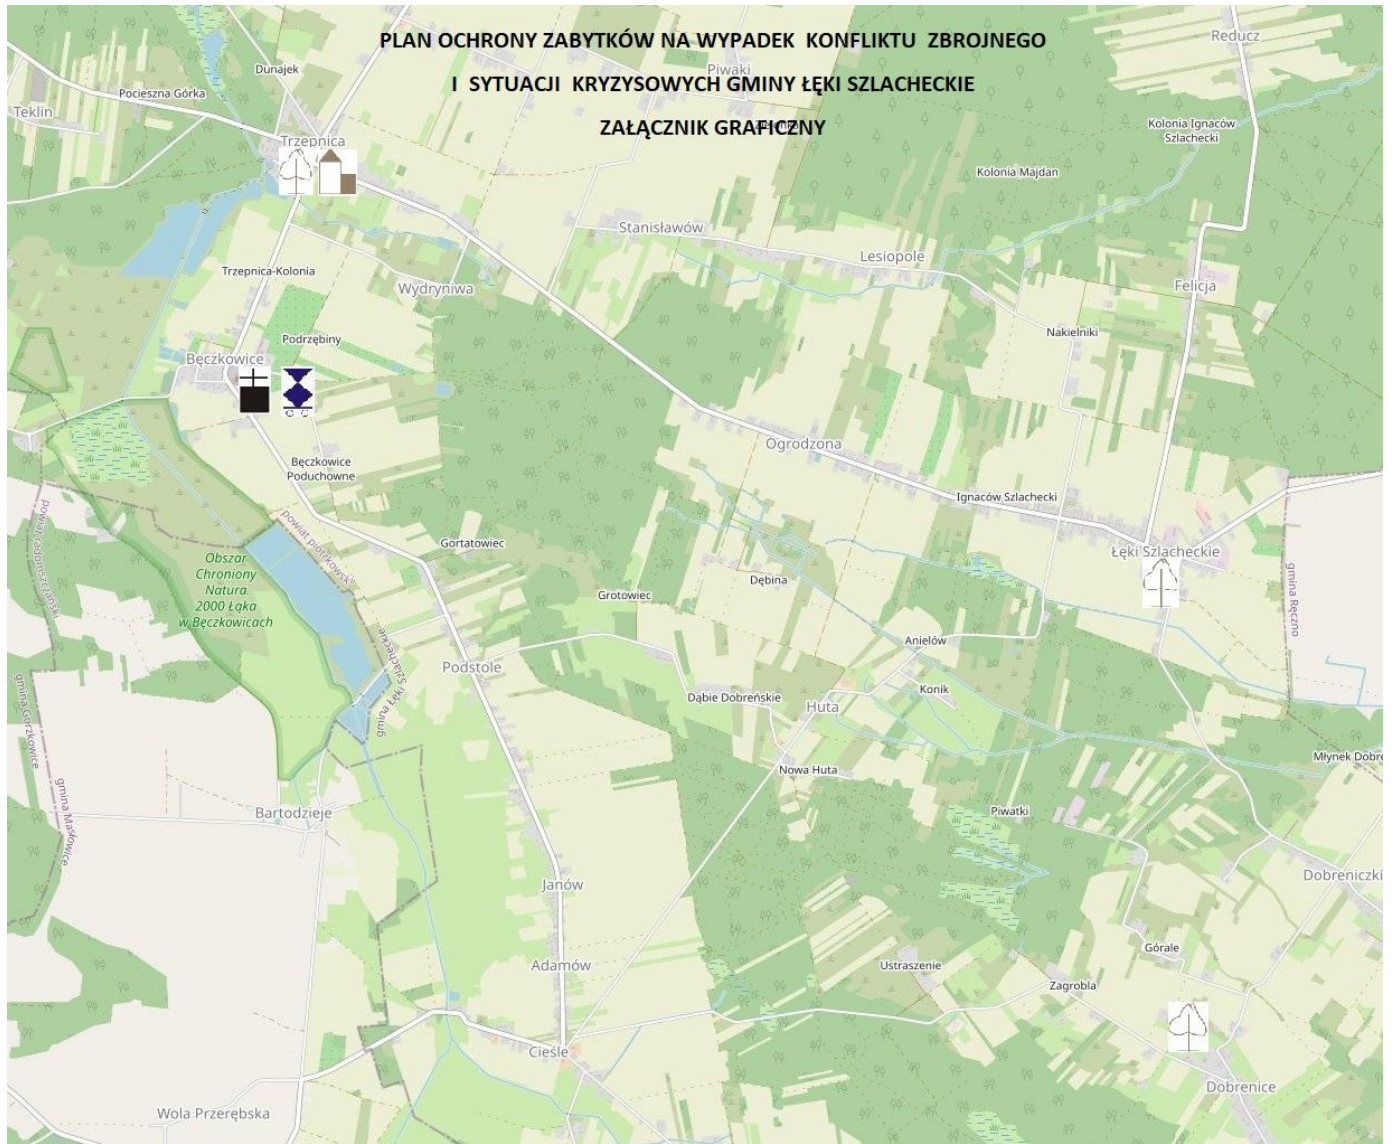 PLAN OCHRONY ZABYTKÓW NA WYPADEK KONFLIKTU ZBROJNEGO
I SYTUACJI KRYZYSOWYCH GMINY ŁĘKI SZLACHECKIE
ZAŁĄCZNIK GRAFICZNY
Reducz
Piwaki
Dunajek
Pocieszna Górka
Teklin
Kolonia Ignaców
Szlachecki
Trzepnica
Kolonia Majdan
Stanisławów
Lesiopole
Trzepnica-Kolonia
Wydryniwa
Felicja
Nakielniki
Podrzębiny
Bęczkowice
Ogrodzona
Bęczkowice
Poduchowne
Ignaców Szlachecki
powiat radomszczański
powiat piotrkowski
Gortatowiec
Łęki Szlacheckie
Obszar
Chroniony
Natura
2000 Łąka
w Bęczkowicach
Dębina
Grotowiec
gmina Ręczno
Anielów
gmina Łęki Szlacheckie
Podstole
Konik
Dąbie Dobreńskie
Huta
gmina Gorzkowice
Młynek Dobre
Nowa Huta
gmina Masłowice
Bartodzieje
Piwatki
Dobreniczki
Janów
Górale
Adamów
Ustraszenie
Zagrobla
Cieśle
Dobrenice
Wola Przerębska